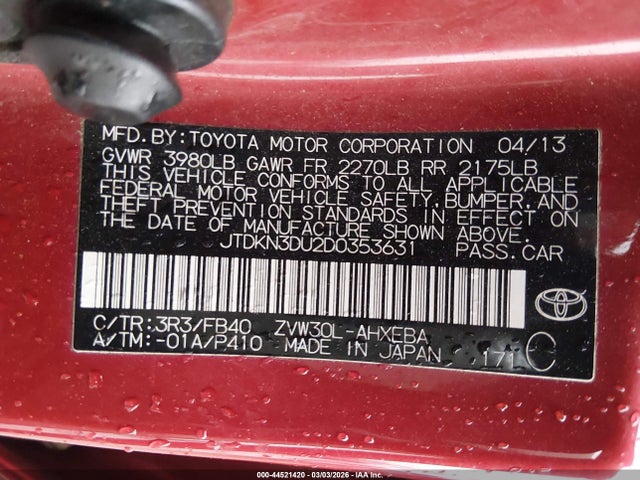 MFD. BY: TOYOTA MOTOR CORPORATION 04/13
GVWR 3980LB GAWR FR 2270LB RR 2175LB
THIS VEHICLE CONFORMS TO ALL APPLICABLE
FEDERAL MOTOR VEHICLE SAFETY, BUMPER, AND
THEFT PREVENTION STANDARDS IN EFFECT ON
THE DATE OF MANUFACTURE SHOWN ABOVE.
JTDKN3DU2D0353631 PASS. CAR
C/TR: 3R3/FB40 ZVW30L-AHXEBA
A/TM: -01A/P410 MADE IN JAPAN 171 C
000-44521420 - 03/03/2026 - IAAI.COM